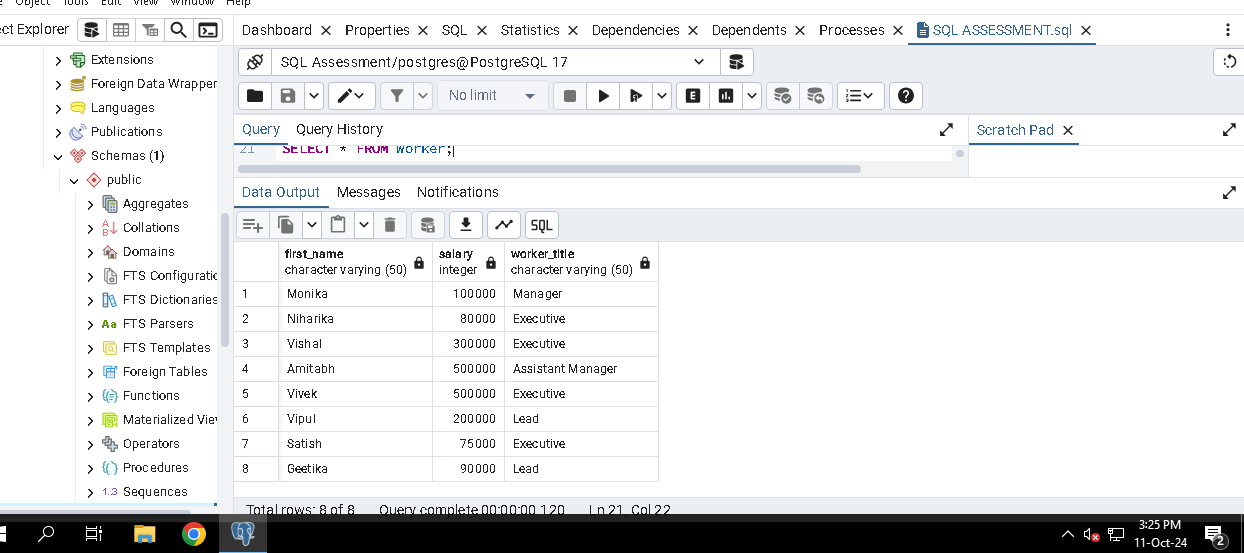 Object Tools Edit View Window Help
ct Explorer
Dashboard Properties SQL Statistics Dependencies Dependents Processes SQL ASSESSMENT.sql
SQL Assessment/postgres@PostgreSQL 17
No limit
Query Query History
Scratch Pad
21 SELECT * FROM Worker;
Data Output Messages Notifications
SQL
first_name character varying (50)
salary integer
worker_title character varying (50)
1 Monika 100000 Manager
2 Niharika 80000 Executive
3 Vishal 300000 Executive
4 Amitabh 500000 Assistant Manager
5 Vivek 500000 Executive
6 Vipul 200000 Lead
7 Satish 75000 Executive
8 Geetika 90000 Lead
Total rows: 8 of 8 Query complete 00:00:00.120 Ln 21, Col 22
Extensions
Foreign Data Wrapper
Languages
Publications
Schemas (1)
public
Aggregates
Collations
Domains
FTS Configuratic
FTS Dictionaries
Aa FTS Parsers
FTS Templates
Foreign Tables
Functions
Materialized Vie
Operators
Procedures
1.3 Sequences
3:25 PM
11-Oct-24
2